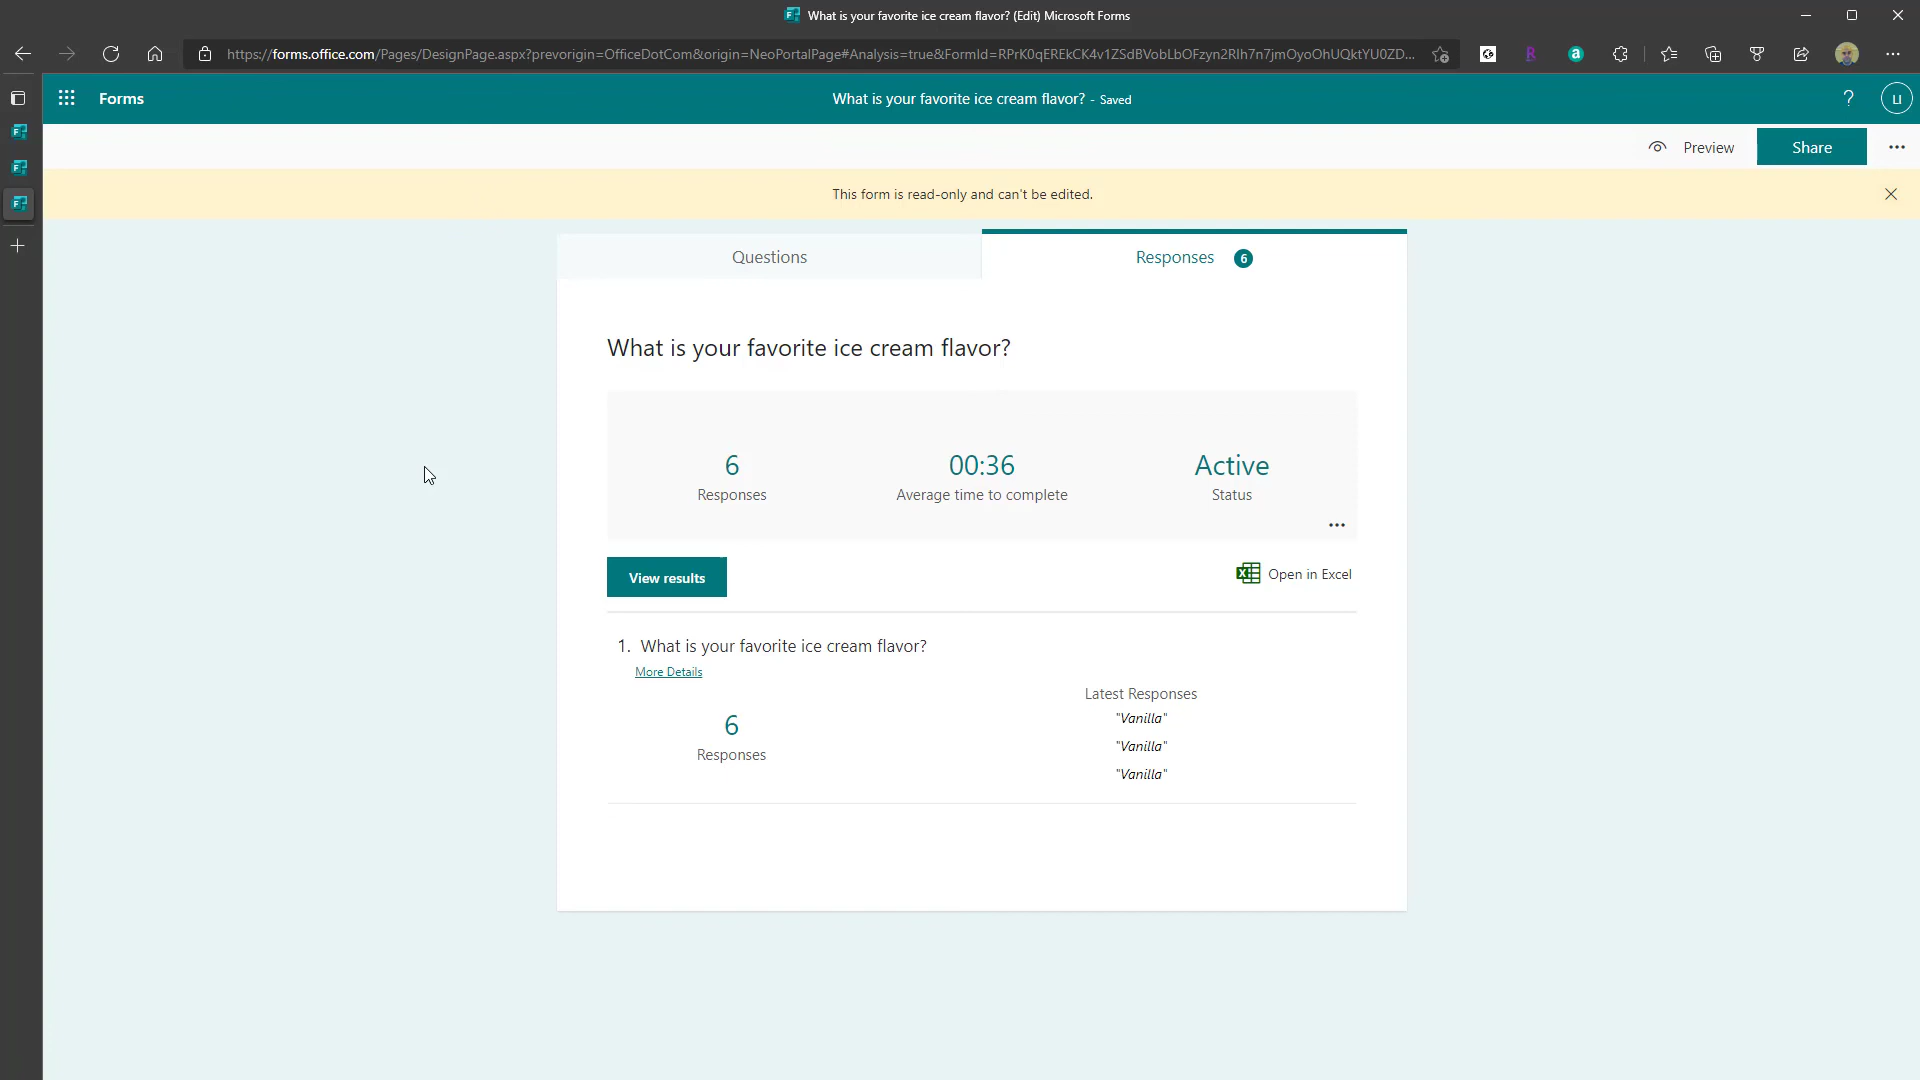 What is your favorite ice cream flavor? (Edit) Microsoft Forms
https://forms.office.com/Pages/DesignPage.aspx?prevorigin=OfficeDotCom&origin=NeoPortalPage#Analysis=true&FormId=RPrK0qEREkCK4v1ZSdBVobLbOFzyn2RIh7n7jmOyoOhUQktYU0ZD...
Forms
What is your favorite ice cream flavor? - Saved
?
u
Preview
Share
This form is read-only and can't be edited.
Questions
Responses 6
What is your favorite ice cream flavor?
6
Responses
00:36
Average time to complete
Active
Status
View results
Open in Excel
1. What is your favorite ice cream flavor?
More Details
6
Responses
Latest Responses
"Vanilla"
"Vanilla"
"Vanilla"